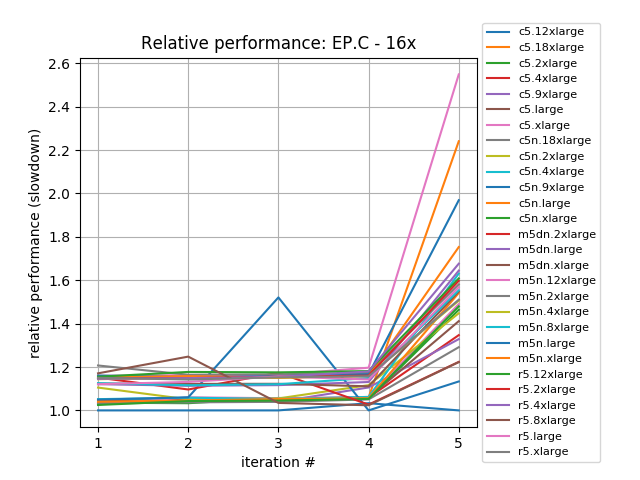 Relative performance: EP.C - 16x
relative performance (slowdown)
2.6
2.4
2.2
2.0
1.8
1.6
1.4
1.2
1.0
1 2 3 4 5
iteration #
c5.12xlarge
c5.18xlarge
c5.2xlarge
c5.4xlarge
c5.9xlarge
c5.large
c5.xlarge
c5n.18xlarge
c5n.2xlarge
c5n.4xlarge
c5n.9xlarge
c5n.large
c5n.xlarge
m5dn.2xlarge
m5dn.large
m5dn.xlarge
m5n.12xlarge
m5n.2xlarge
m5n.4xlarge
m5n.8xlarge
m5n.large
m5n.xlarge
r5.12xlarge
r5.2xlarge
r5.4xlarge
r5.8xlarge
r5.large
r5.xlarge